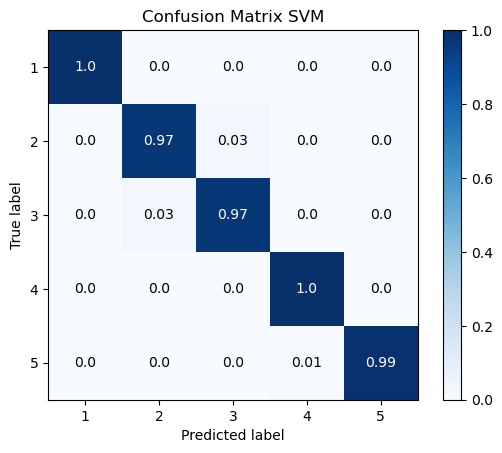 Confusion Matrix SVM
1.0
1 1.0 0.0 0.0 0.0 0.0
0.8
2 0.0 0.97 0.03 0.0 0.0
0.6
True label
3 0.0 0.03 0.97 0.0 0.0
0.4
4 0.0 0.0 0.0 1.0 0.0
0.2
5 0.0 0.0 0.0 0.01 0.99
0.0
1 2 3 4 5
Predicted label